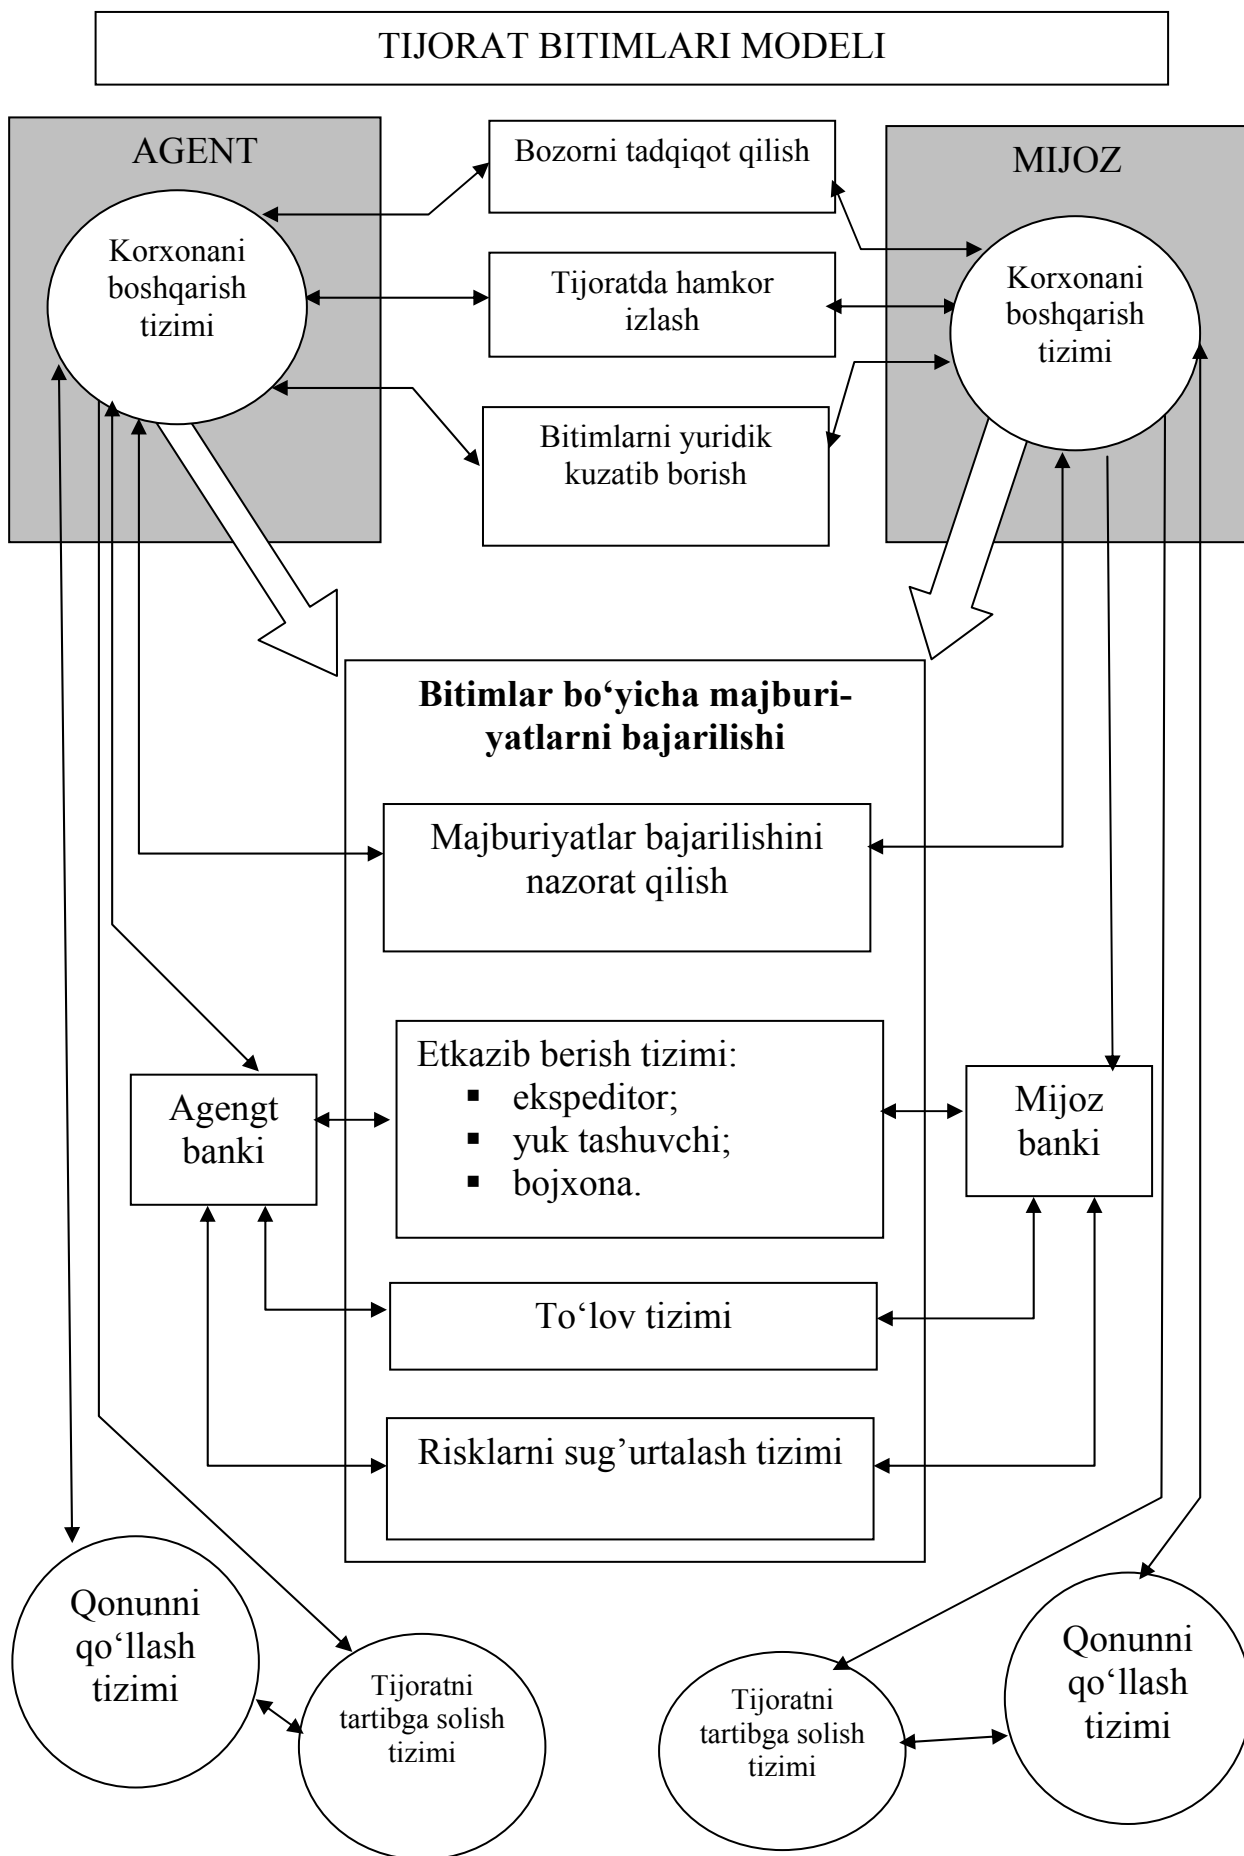 TIJORAT BITIMLARI MODELI
AGENT
Korxonani
boshqarish
tizimi
Bozorni tadqiqot qilish
Tijoratda hamkor
izlash
Bitimlarni yuridik
kuzatib borish
MIJOZ
Korxonani
boshqarish
tizimi
Bitimlar bo‘yicha majburi-
yatlarni bajarilishi
Majburiyatlar bajarilishini
nazorat qilish
Agengt
banki
Etkazib berish tizimi:
▪ ekspeditor;
▪ yuk tashuvchi;
▪ bojxona.
Mijoz
banki
To‘lov tizimi
Risklarni sug’urtalash tizimi
Qonunni
qo‘llash
tizimi
Tijoratni
tartibga solish
tizimi
Tijoratni
tartibga solish
tizimi
Qonunni
qo‘llash
tizimi